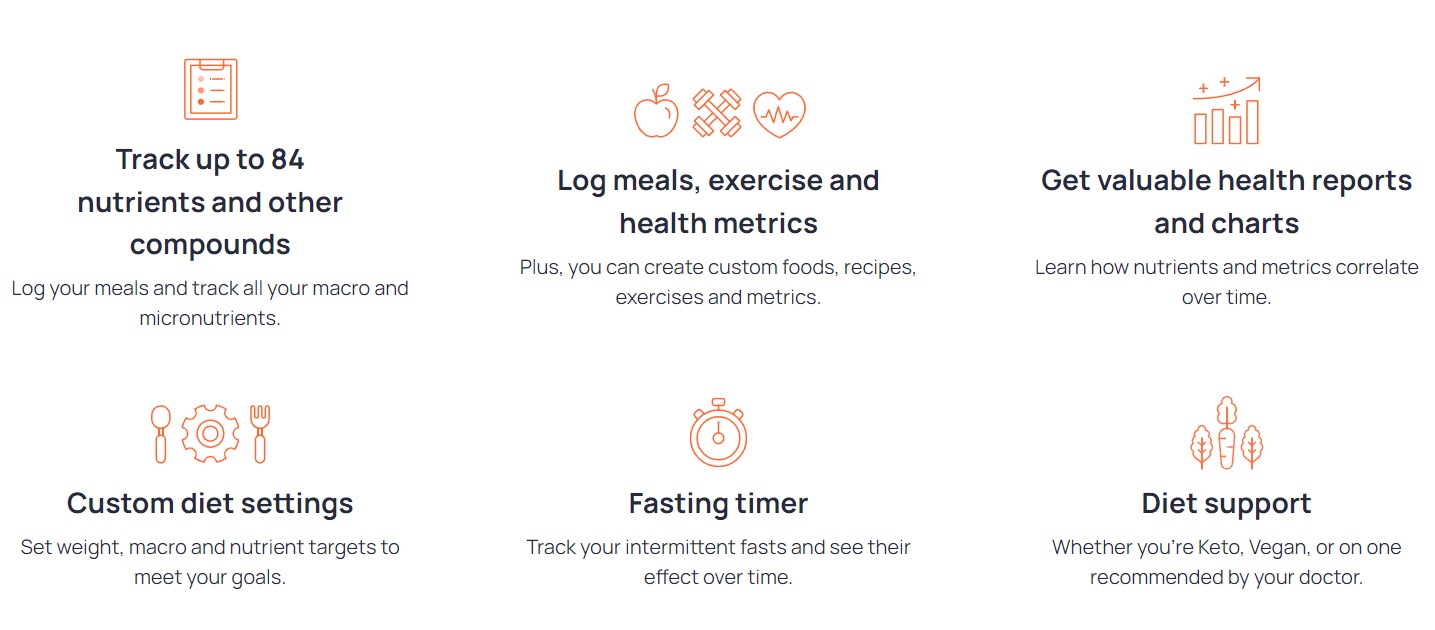 Track up to 84
nutrients and other
compounds
Log your meals and track all your macro and
micronutrients.
Log meals, exercise and
health metrics
Plus, you can create custom foods, recipes,
exercises and metrics.
Get valuable health reports
and charts
Learn how nutrients and metrics correlate
over time.
Custom diet settings
Set weight, macro and nutrient targets to
meet your goals.
Fasting timer
Track your intermittent fasts and see their
effect over time.
Diet support
Whether you’re Keto, Vegan, or on one
recommended by your doctor.